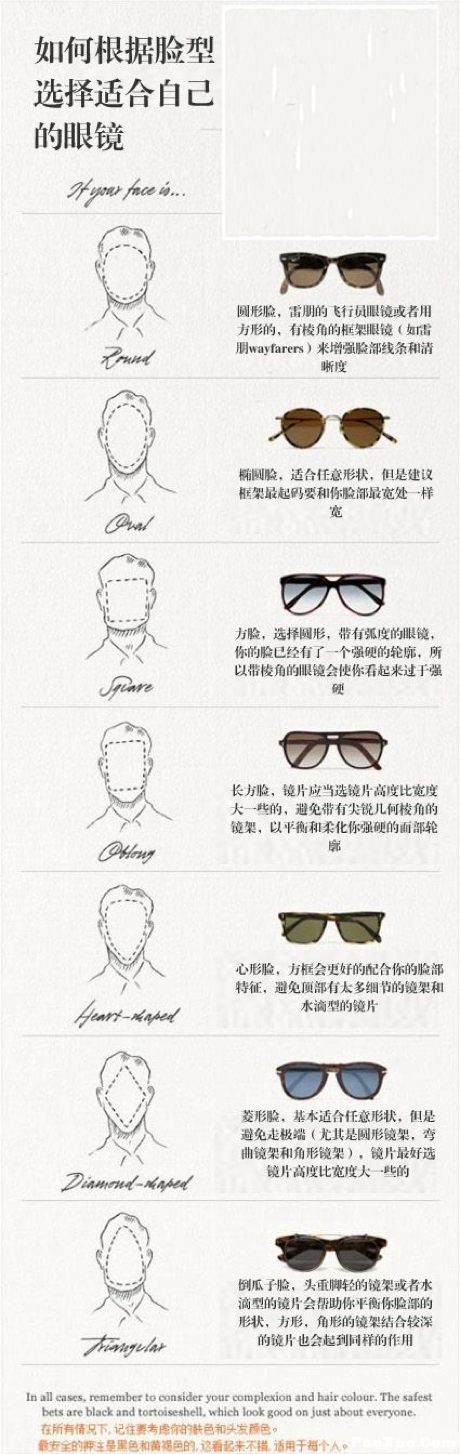 如何根据脸型
选择适合自己
的眼镜
If your face is...
圆形脸，雷朋的飞行员眼镜或者用
方形的，有棱角的框架眼镜（如雷
朋wayfarers）来增强脸部线条和清
晰度
Round
椭圆脸，适合任意形状，但是建议
框架最起码要和你脸部最宽处一样
宽
Oval
方脸，选择圆形，带有弧度的眼镜，
你的脸已经有了一个强硬的轮廓，所
以带棱角的眼镜会使你看起来过于强
硬
Square
长方脸，镜片应当选镜片高度比宽度
大一些的，避免带有尖锐几何棱角的
镜架，以平衡和柔化你强硬的面部轮
廓
Oblong
心形脸，方框会更好的配合你的脸部
特征，避免顶部有太多细节的镜架和
水滴型的镜片
Heart-shaped
菱形脸，基本适合任意形状，但是
避免走极端（尤其是圆形镜架，弯
曲镜架和角形镜架），镜片最好选
镜片高度比宽度大一些的
Diamond-shaped
倒瓜子脸，头重脚轻的镜架或者水
滴型的镜片会帮助你平衡你脸部的
形状，方形，角形的镜架结合较深
的镜片也会起到同样的作用
Triangular
In all cases, remember to consider your complexion and hair colour. The safest
bets are black and tortoiseshell, which look good on just about everyone.
在所有情况下，记住要考虑你的肤色和头发颜色。
最安全的押注是黑色和黄褐色的，这看起来不错，适用于每个人。